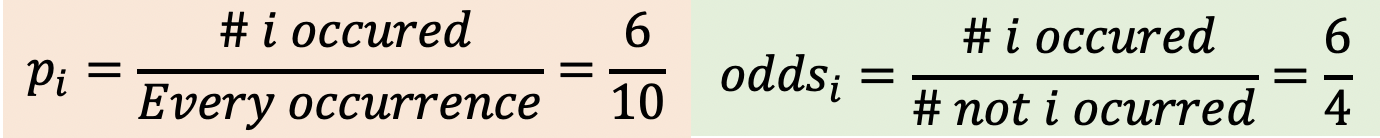 p_i = # i occured / Every occurrence = 6 / 10
odds_i = # i occured / # not i ocurred = 6 / 4